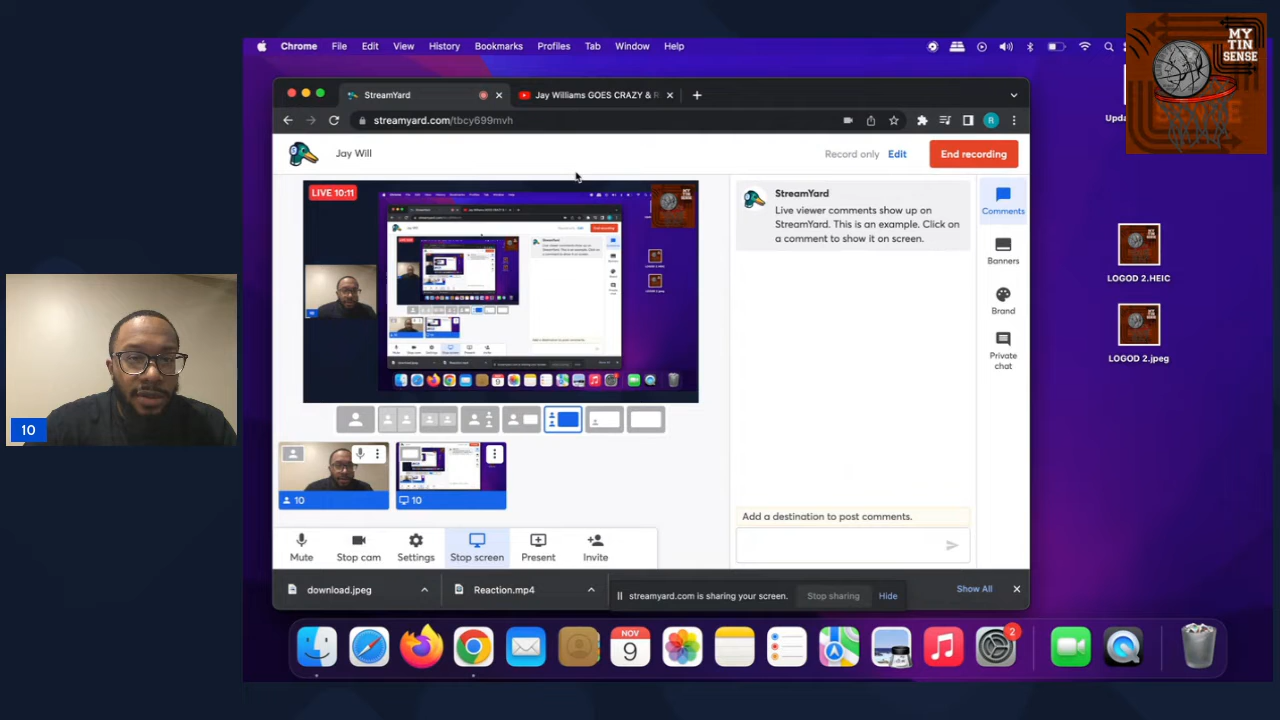 Chrome File Edit View History Bookmarks Profiles Tab Window Help
MY
TIN
SENSE
StreamYard
Jay Williams GOES CRAZY & R
streamyard.com/tbcy699mvh
R
Jay Will
Record only Edit End recording
LIVE 10:11
StreamYard
Live viewer comments show up on
StreamYard. This is an example. Click on
a comment to show it on screen.
Comments
Banners
Brand
Private
chat
LOGOD 2.HEIC
LOGOD 2.jpeg
10
10
10
Add a destination to post comments.
Mute Stop cam Settings Stop screen Present Invite
download.jpeg
Reaction.mp4
streamyard.com is sharing your screen. Stop sharing Hide
Show All
NOV
9
2